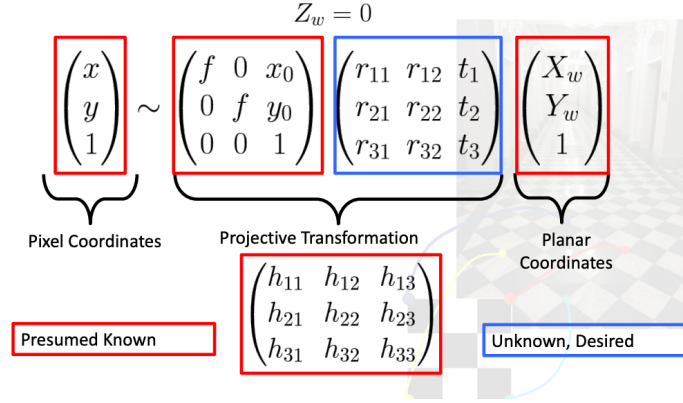 Z_w = 0
(x y 1) ~ (f 0 x_0 0 f y_0 0 0 1) (r_11 r_12 t_1 r_21 r_22 t_2 r_31 r_32 t_3) (X_w Y_w 1)
Pixel Coordinates
Projective Transformation
Planar
Coordinates
h_11 h_12 h_13
h_21 h_22 h_23
h_31 h_32 h_33
Presumed Known
Unknown, Desired